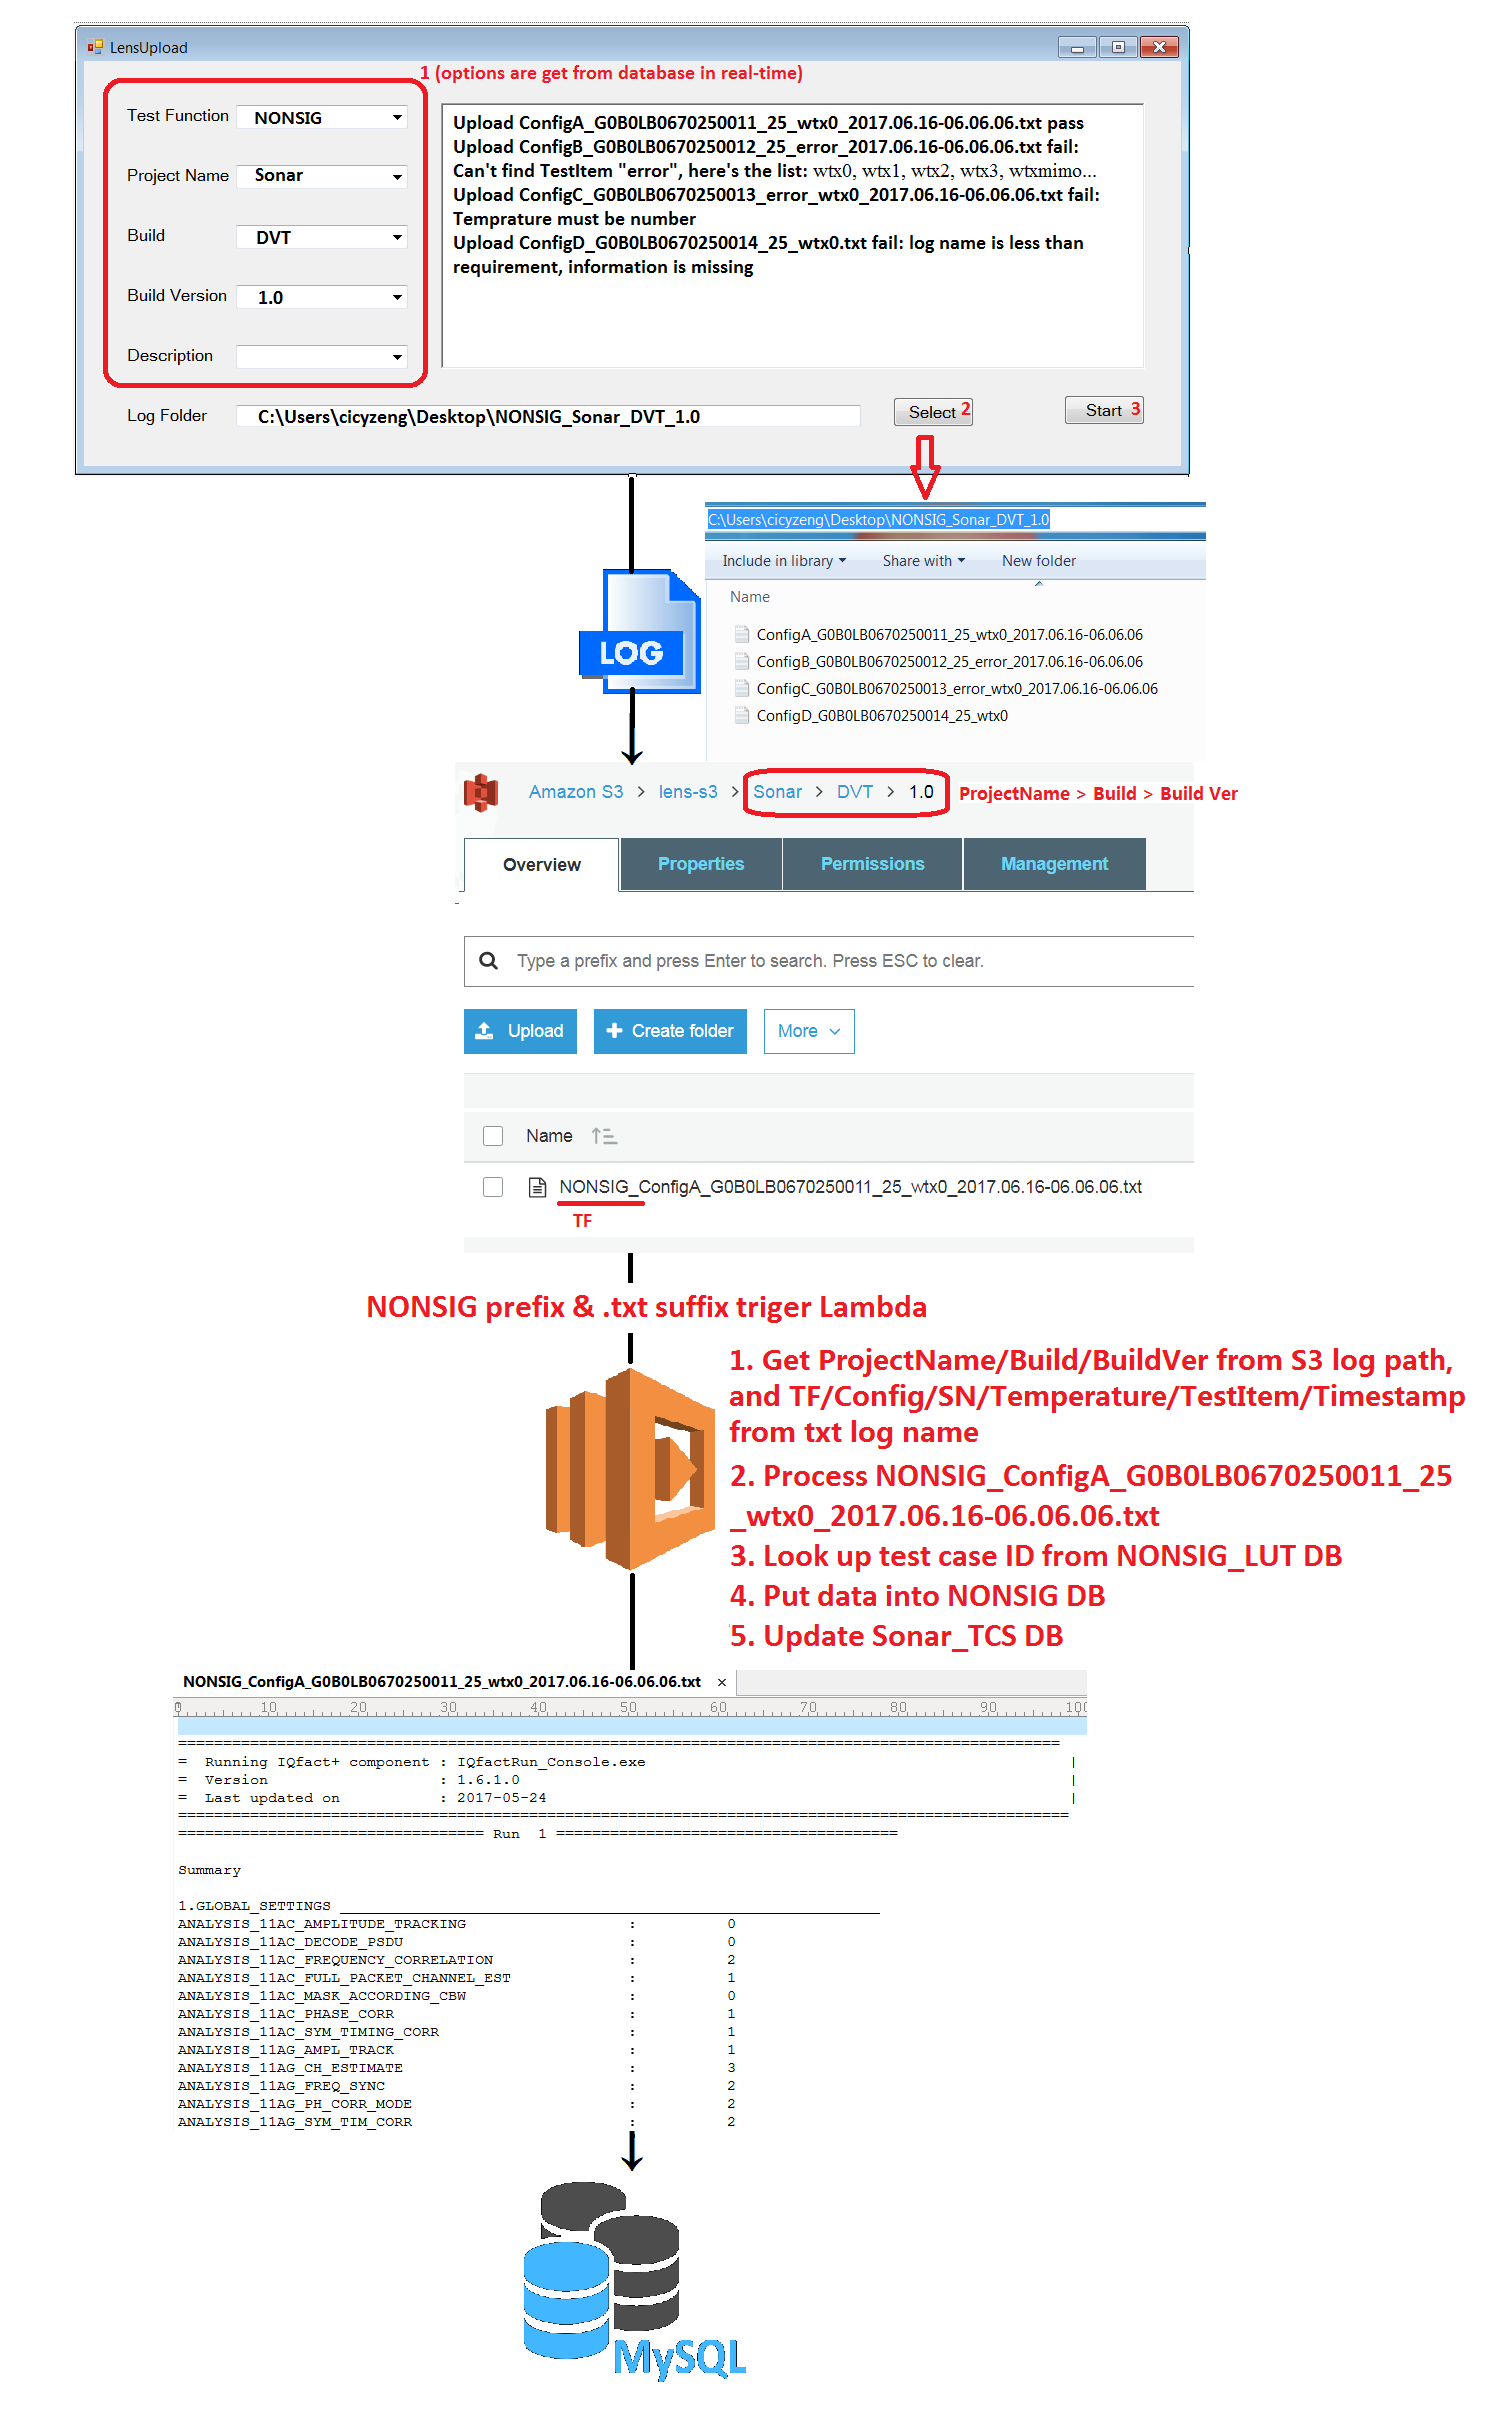 LensUpload
1 (options are get from database in real-time)
Test Function NONSIG
Project Name Sonar
Build DVT
Build Version 1.0
Description
Upload ConfigA_G0B0LB0670250011_25_wtx0_2017.06.16-06.06.06.txt pass
Upload ConfigB_G0B0LB0670250012_25_error_2017.06.16-06.06.06.txt fail:
Can't find TestItem "error", here's the list: wtx0, wtx1, wtx2, wtx3, wtxmimo...
Upload ConfigC_G0B0LB0670250013_error_wtx0_2017.06.16-06.06.06.txt fail:
Temprature must be number
Upload ConfigD_G0B0LB0670250014_25_wtx0.txt fail: log name is less than
requirement, information is missing
Log Folder C:\Users\cicyzeng\Desktop\NONSIG_Sonar_DVT_1.0 Select 2 Start 3
C:\Users\cicyzeng\Desktop\NONSIG_Sonar_DVT_1.0
Include in library Share with New folder
Name
ConfigA_G0B0LB0670250011_25_wtx0_2017.06.16-06.06.06
ConfigB_G0B0LB0670250012_25_error_2017.06.16-06.06.06
ConfigC_G0B0LB0670250013_error_wtx0_2017.06.16-06.06.06
ConfigD_G0B0LB0670250014_25_wtx0
LOG
Amazon S3 > lens-s3 > Sonar > DVT > 1.0 ProjectName > Build > Build Ver
Overview Properties Permissions Management
Type a prefix and press Enter to search. Press ESC to clear.
Upload Create folder More
Name
NONSIG_ConfigA_G0B0LB0670250011_25_wtx0_2017.06.16-06.06.06.txt
TF
NONSIG prefix & .txt suffix triger Lambda
1. Get ProjectName/Build/BuildVer from S3 log path,
and TF/Config/SN/Temperature/TestItem/Timestamp
from txt log name
2. Process NONSIG_ConfigA_G0B0LB0670250011_25
_wtx0_2017.06.16-06.06.06.txt
3. Look up test case ID from NONSIG_LUT DB
4. Put data into NONSIG DB
5. Update Sonar_TCS DB
NONSIG_ConfigA_G0B0LB0670250011_25_wtx0_2017.06.16-06.06.06.txt ×
0 10 20 30 40 50 60 70 80 90 100
==================================================================================================
= Running IQfact+ component : IQfactRun_Console.exe |
= Version : 1.6.1.0 |
= Last updated on : 2017-05-24 |
===================================================================================================
================================== Run 1 ======================================
Summary
1.GLOBAL_SETTINGS ____________________________________________________________
ANALYSIS_11AC_AMPLITUDE_TRACKING : 0
ANALYSIS_11AC_DECODE_PSDU : 0
ANALYSIS_11AC_FREQUENCY_CORRELATION : 2
ANALYSIS_11AC_FULL_PACKET_CHANNEL_EST : 1
ANALYSIS_11AC_MASK_ACCORDING_CBW : 0
ANALYSIS_11AC_PHASE_CORR : 1
ANALYSIS_11AC_SYM_TIMING_CORR : 1
ANALYSIS_11AG_AMPL_TRACK : 1
ANALYSIS_11AG_CH_ESTIMATE : 3
ANALYSIS_11AG_FREQ_SYNC : 2
ANALYSIS_11AG_PH_CORR_MODE : 2
ANALYSIS_11AG_SYM_TIM_CORR : 2
MySQL